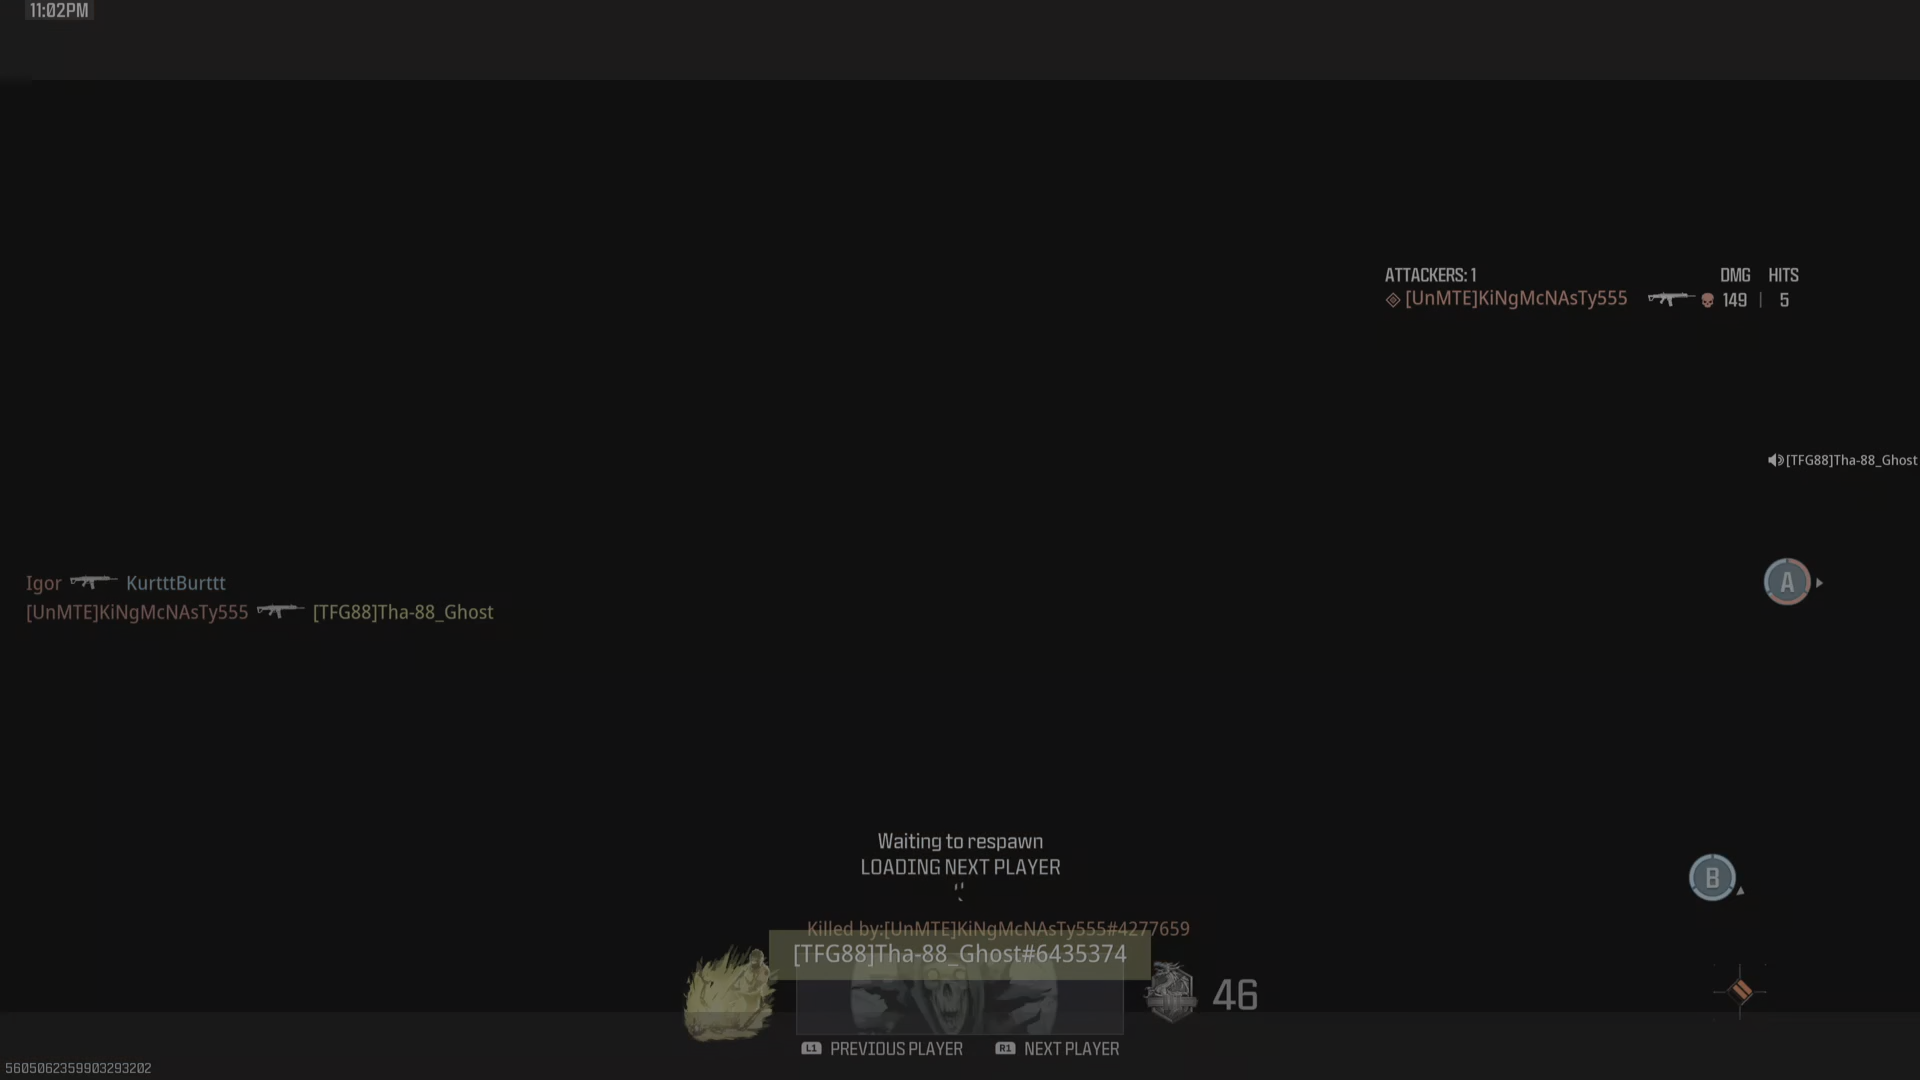 11:02PM
ATTACKERS: 1 DMG HITS
[UnMTE]KiNgMcNAsTy555 149 | 5
[TFG88]Tha-88_Ghost
Igor KurtttBurttt
[UnMTE]KiNgMcNAsTy555 [TFG88]Tha-88_Ghost
A
B
Waiting to respawn
LOADING NEXT PLAYER
Killed by:[UnMTE]KiNgMcNAsTy555#4277659
[TFG88]Tha-88_Ghost#6435374
46
L1 PREVIOUS PLAYER R1 NEXT PLAYER
5605062359903293202